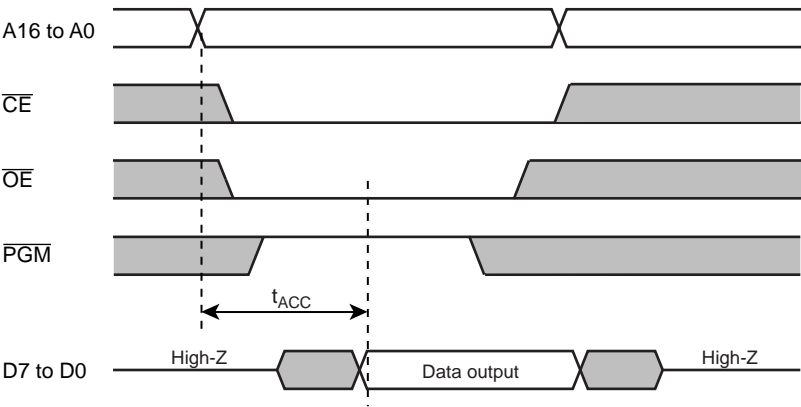 A16 to A0
CE
OE
PGM
tACC
D7 to D0
High-Z
Data output
High-Z